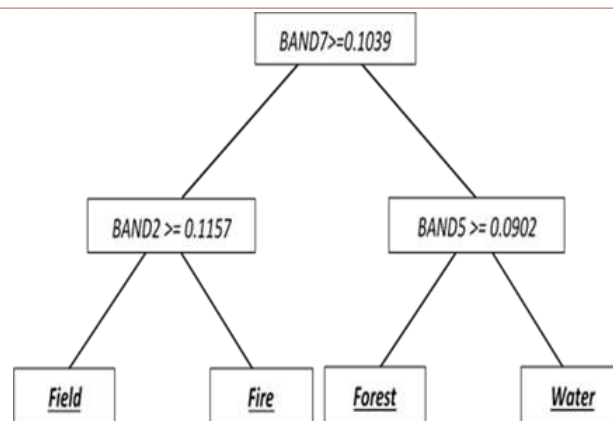 BAND7>=0.1039
BAND2 >= 0.1157
BAND5 >= 0.0902
Field
Fire
Forest
Water